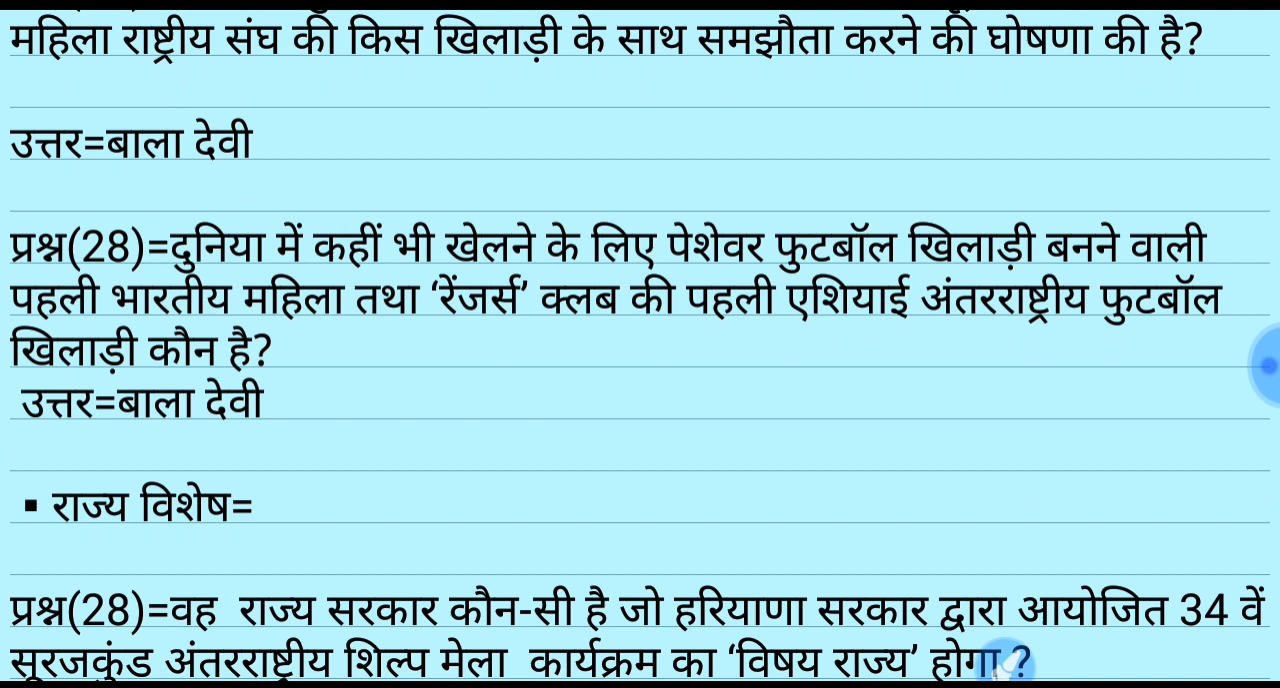 महिला राष्ट्रीय संघ की किस खिलाड़ी के साथ समझौता करने की घोषणा की है?
उत्तर=बाला देवी
प्रश्न(28)=दुनिया में कहीं भी खेलने के लिए पेशेवर फुटबॉल खिलाड़ी बनने वाली
पहली भारतीय महिला तथा ‘रेंजर्स’ क्लब की पहली एशियाई अंतरराष्ट्रीय फुटबॉल
खिलाड़ी कौन है?
उत्तर=बाला देवी
▪ राज्य विशेष=
प्रश्न(28)=वह राज्य सरकार कौन-सी है जो हरियाणा सरकार द्वारा आयोजित 34 वें
सूरजकुंड अंतरराष्ट्रीय शिल्प मेला कार्यक्रम का ‘विषय राज्य’ होगा ?